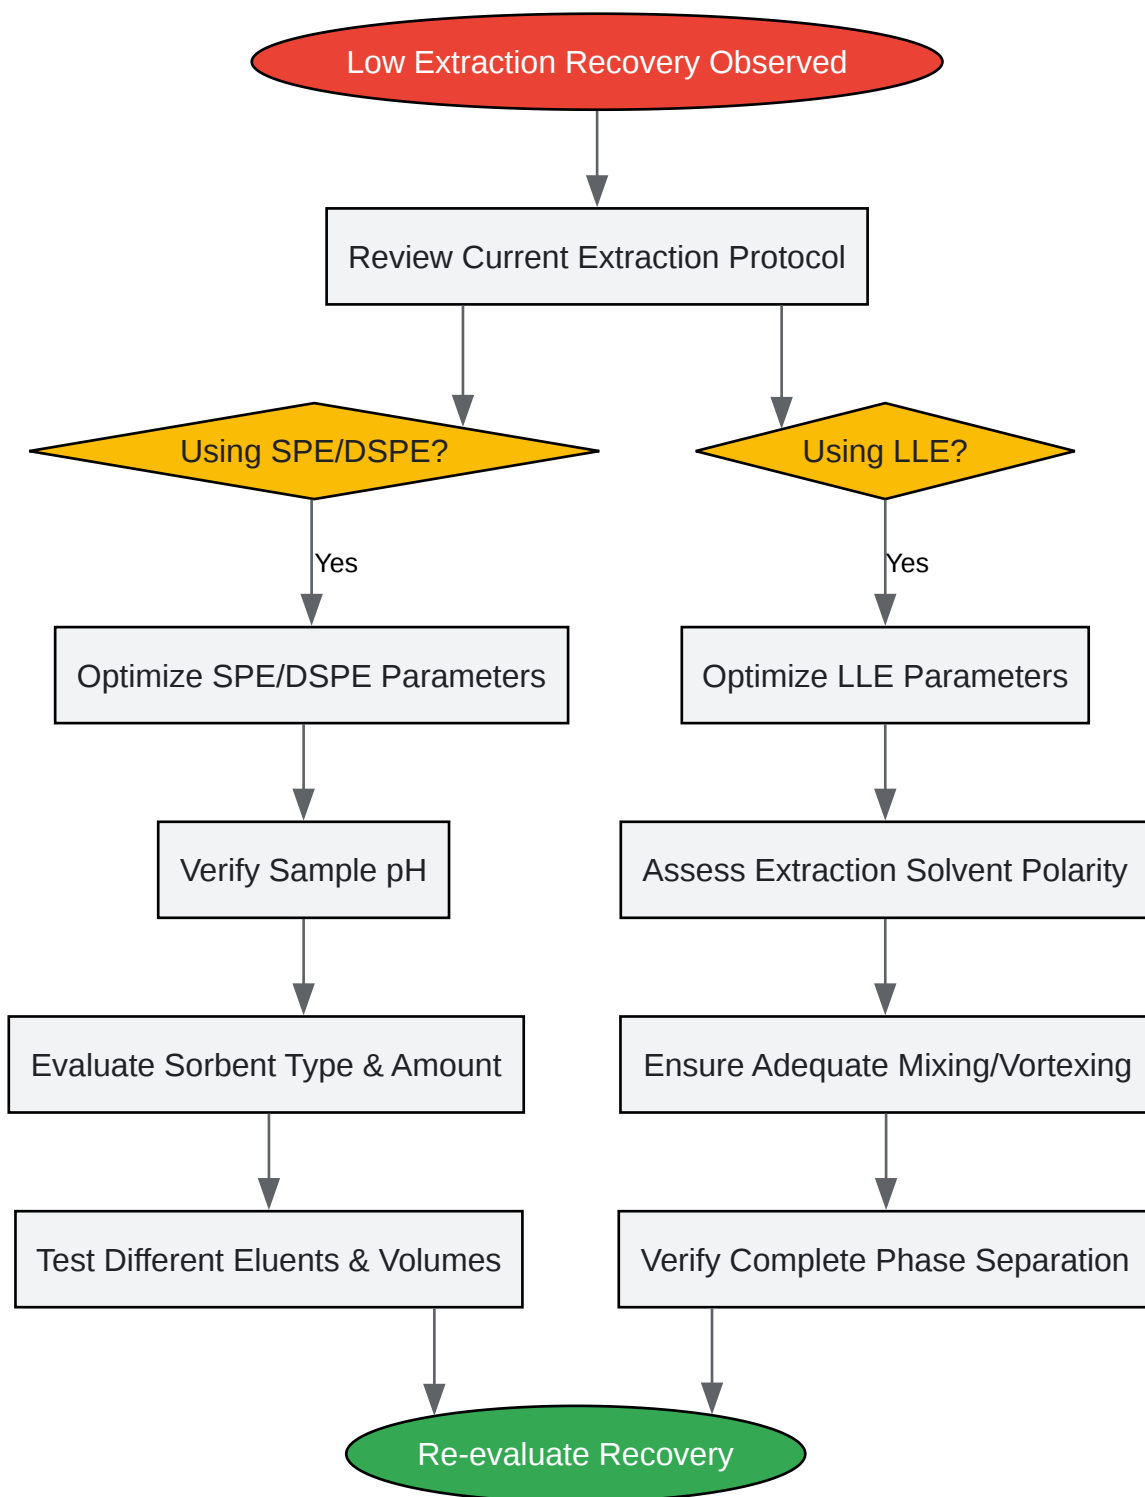 Low Extraction Recovery Observed
Review Current Extraction Protocol
Using SPE/DSPE?
Using LLE?
Yes
Yes
Optimize SPE/DSPE Parameters
Optimize LLE Parameters
Verify Sample pH
Assess Extraction Solvent Polarity
Evaluate Sorbent Type & Amount
Ensure Adequate Mixing/Vortexing
Test Different Eluents & Volumes
Verify Complete Phase Separation
Re-evaluate Recovery